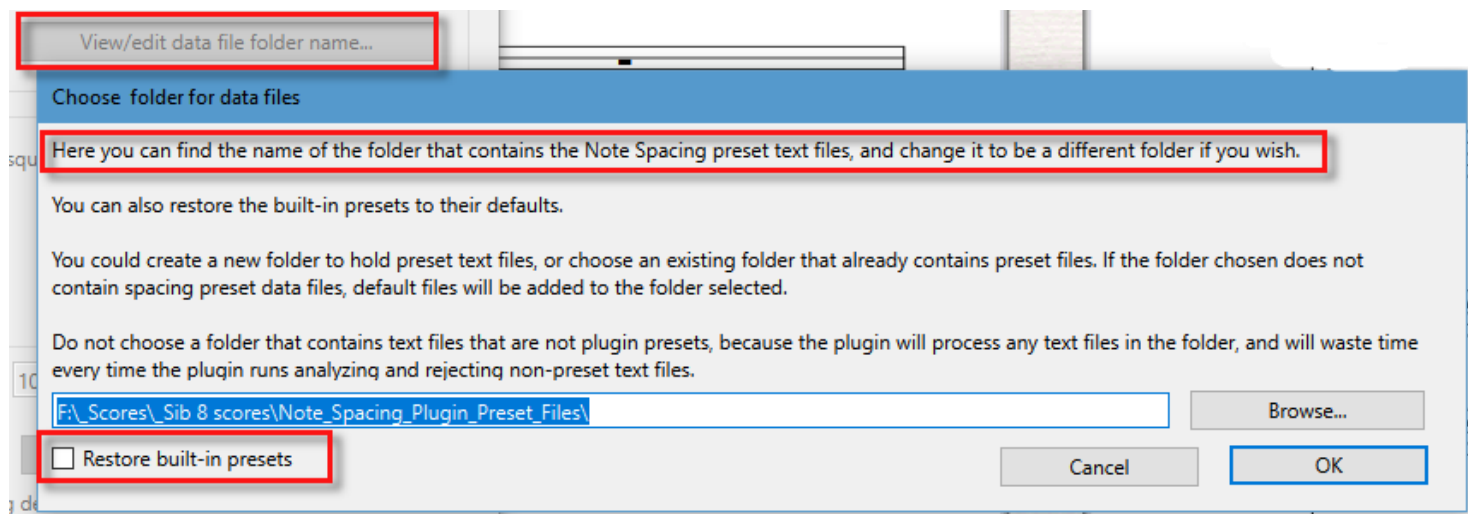 View/edit data file folder name...
Choose folder for data files
squ
Here you can find the name of the folder that contains the Note Spacing preset text files, and change it to be a different folder if you wish.
You can also restore the built-in presets to their defaults.
You could create a new folder to hold preset text files, or choose an existing folder that already contains preset files. If the folder chosen does not
contain spacing preset data files, default files will be added to the folder selected.
Do not choose a folder that contains text files that are not plugin presets, because the plugin will process any text files in the folder, and will waste time
10
every time the plugin runs analyzing and rejecting non-preset text files.
F:\_Scores\_Sib 8 scores\Note_Spacing_Plugin_Preset_Files\
Browse...
Restore built-in presets
Cancel
OK
g de